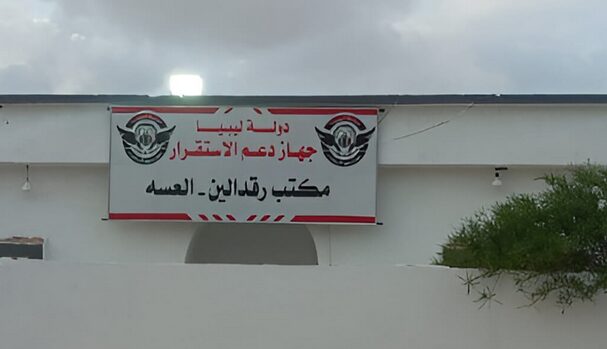 دولة ليبيا
جهاز دعم الاستقرار
مكتب رقدالين - العسه